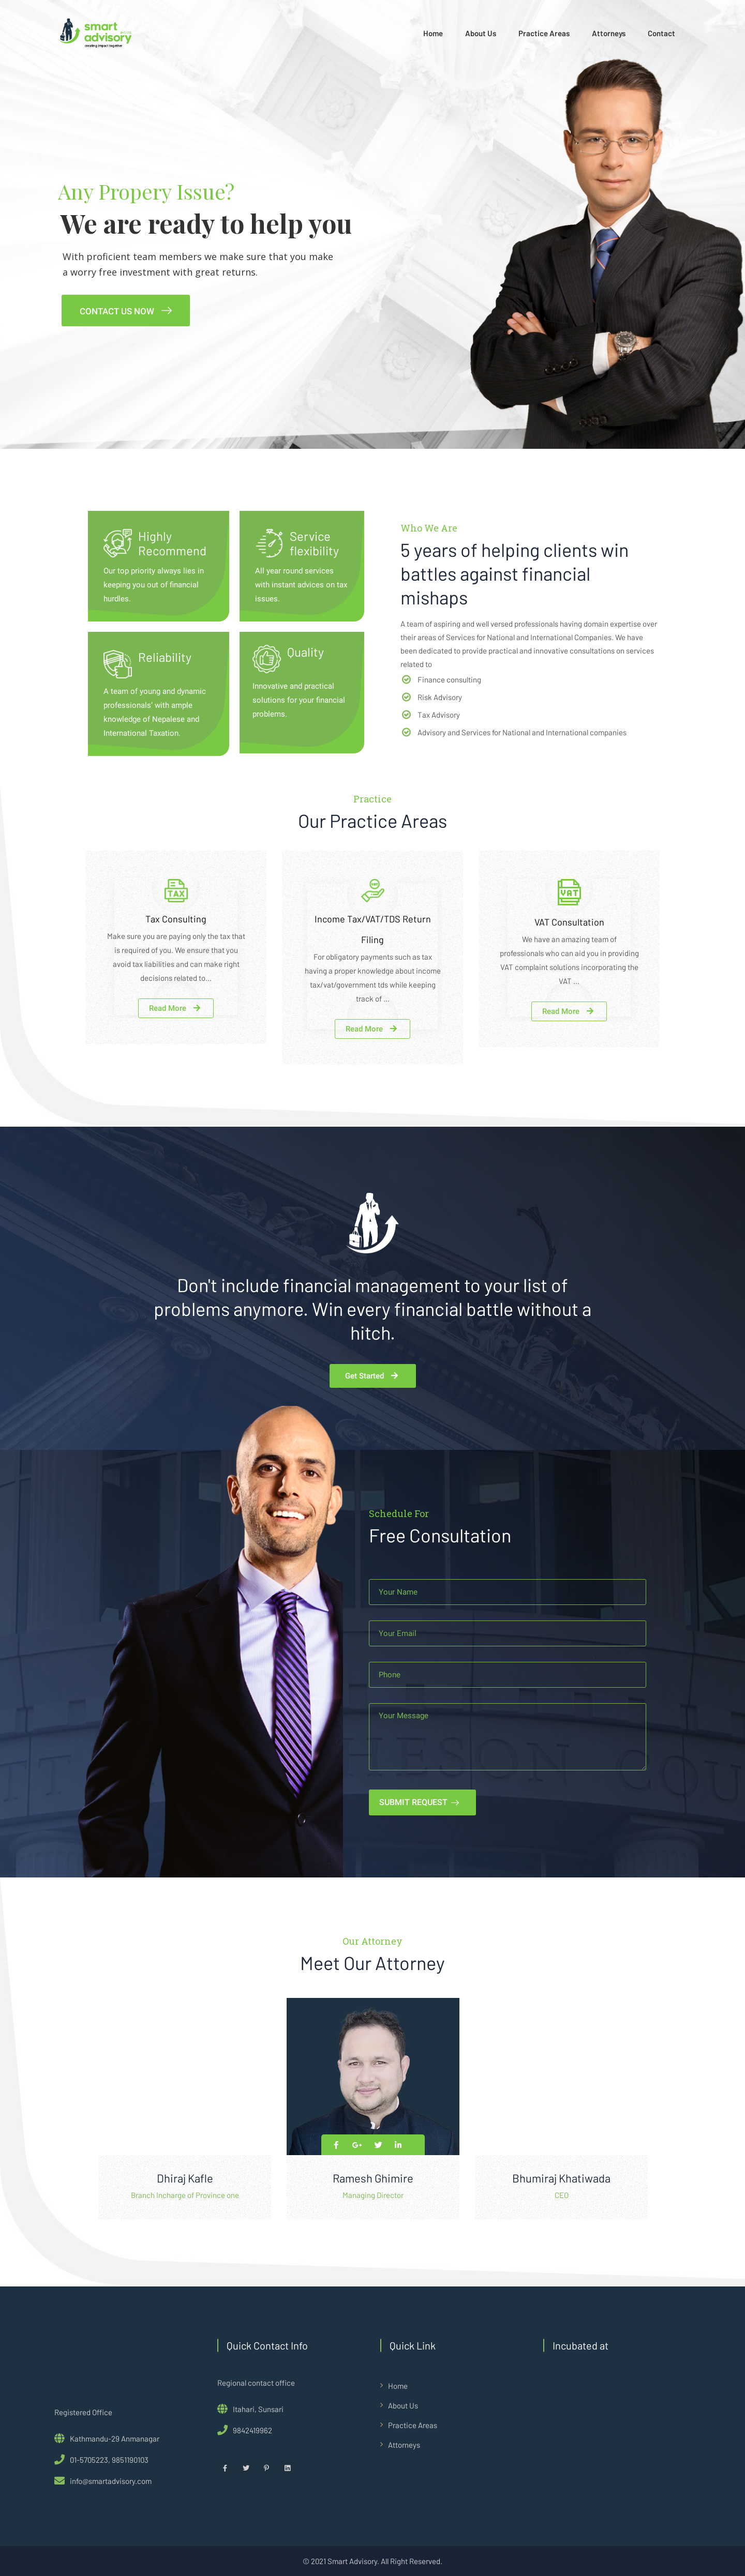 smart
advisory
creating impact together
Home About Us Practice Areas Attorneys Contact
Any Propery Issue?
We are ready to help you
With proficient team members we make sure that you make
a worry free investment with great returns.
CONTACT US NOW
Highly
Recommend
Our top priority always lies in
keeping you out of financial
hurdles.
Service
flexibility
All year round services
with instant advices on tax
issues.
Reliability
A team of young and dynamic
professionals' with ample
knowledge of Nepalese and
International Taxation.
Quality
Innovative and practical
solutions for your financial
problems.
Who We Are
5 years of helping clients win
battles against financial
mishaps
A team of aspiring and well versed professionals having domain expertise over
their areas of Services for National and International Companies. We have
been dedicated to provide practical and innovative consultations on services
related to
Finance consulting
Risk Advisory
Tax Advisory
Advisory and Services for National and International companies
Practice
Our Practice Areas
TAX
Tax Consulting
Make sure you are paying only the tax that
is required of you. We ensure that you
avoid tax liabilities and can make right
decisions related to...
Read More
Income Tax/VAT/TDS Return
Filing
For obligatory payments such as tax
having a proper knowledge about income
tax/vat/government tds while keeping
track of ...
Read More
VAT
VAT Consultation
We have an amazing team of
professionals who can aid you in providing
VAT complaint solutions incorporating the
VAT ...
Read More
Don't include financial management to your list of
problems anymore. Win every financial battle without a
hitch.
Get Started
Schedule For
Free Consultation
Your Name
Your Email
Phone
Your Message
SUBMIT REQUEST
Our Attorney
Meet Our Attorney
Dhiraj Kafle
Branch Incharge of Province one
Ramesh Ghimire
Managing Director
Bhumiraj Khatiwada
CEO
Registered Office
Kathmandu-29 Anmanagar
01-5705223, 9851190103
info@smartadvisory.com
Quick Contact Info
Regional contact office
Itahari, Sunsari
9842419962
Quick Link
Home
About Us
Practice Areas
Attorneys
Incubated at
© 2021 Smart Advisory. All Right Reserved.